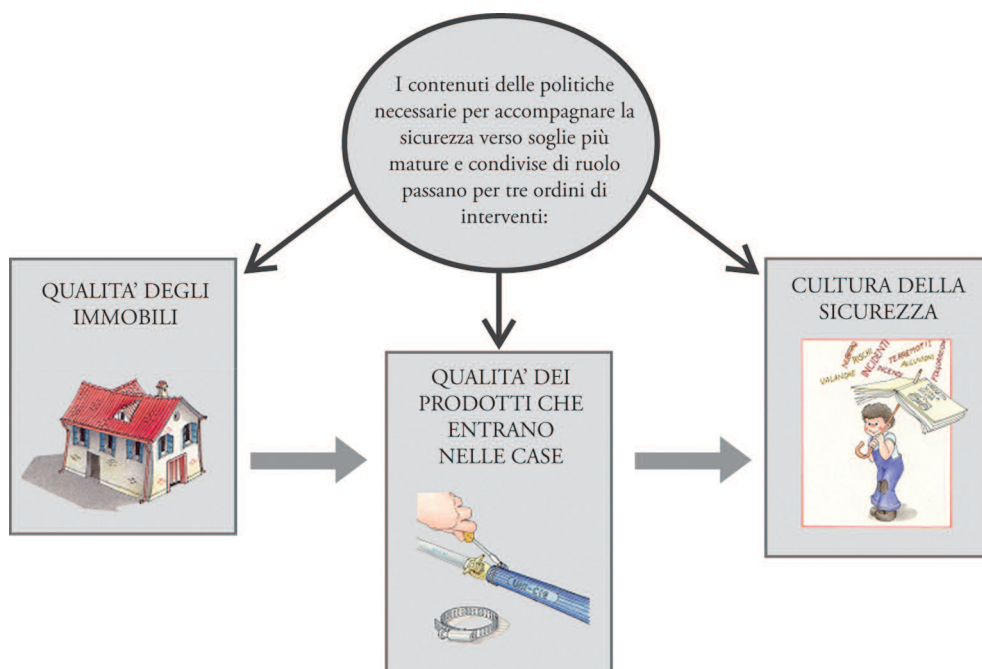 I contenuti delle politiche
necessarie per accompagnare la
sicurezza verso soglie più
mature e condivise di ruolo
passano per tre ordini di
interventi:
QUALITA’ DEGLI
IMMOBILI
QUALITA’ DEI
PRODOTTI CHE
ENTRANO
NELLE CASE
CULTURA DELLA
SICUREZZA
VALANGHE
RISCHI
INCIDENTI
INCENDI
TERREMOTI
ALLUVIONI